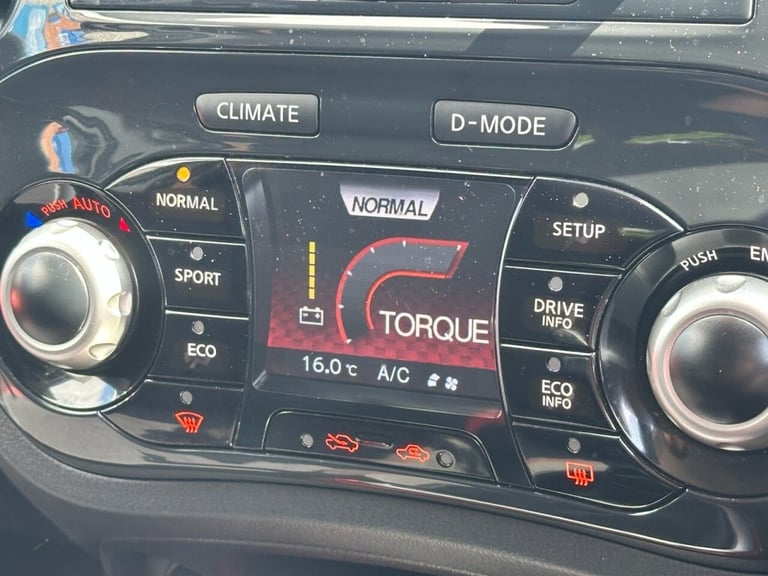 CLIMATE
D-MODE
PUSH AUTO
NORMAL
NORMAL
SETUP
PUSH
SPORT
DRIVE
INFO
ECO
TORQUE
16.0°C A/C
ECO
INFO